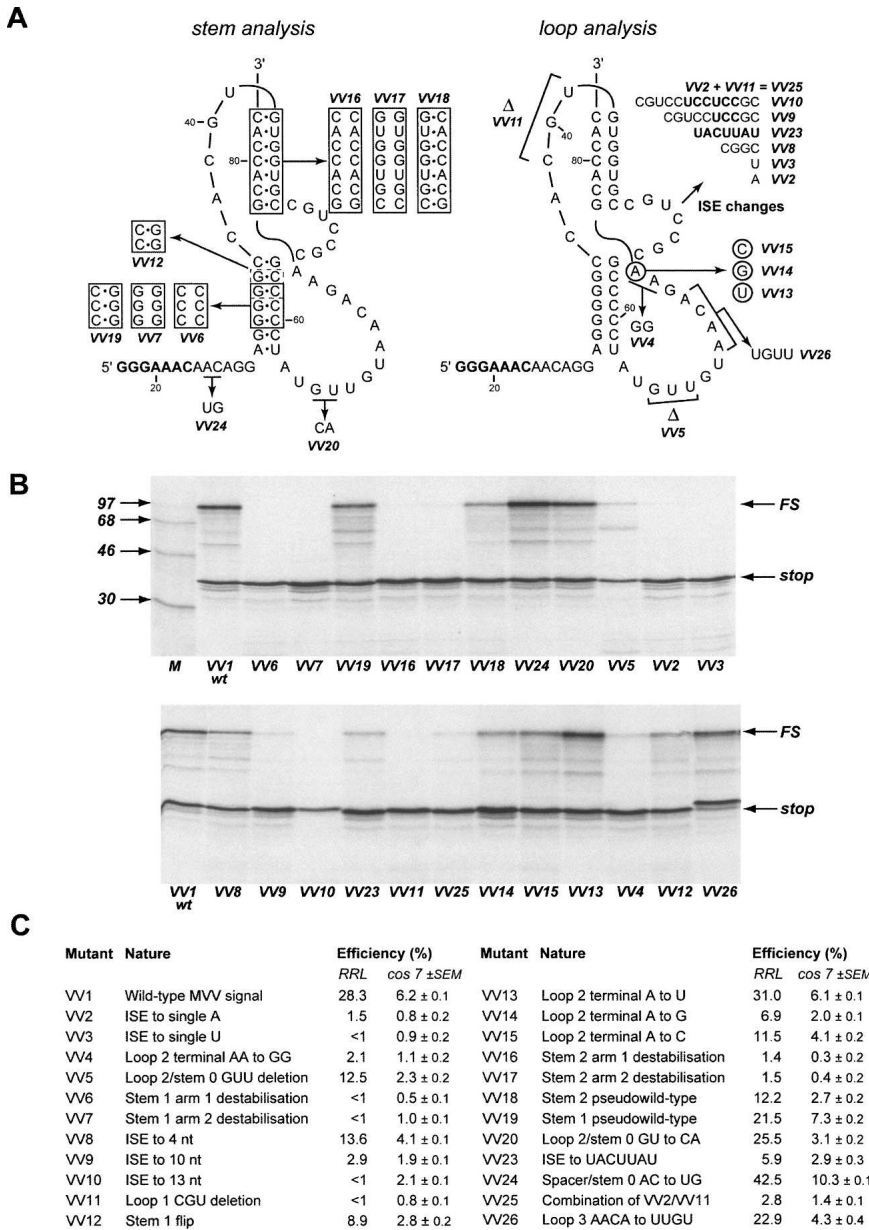 A
stem analysis
loop analysis
3'
3'
VV16 VV17 VV18
VV2 + VV11 = VV25
CGUCCUCCUCCGC VV10
CGUCCUCCGC VV9
UACUUAU VV23
CGGC VV8
U VV3
A VV2
ISE changes
Δ
VV11
40
80
40
80
C•G
C•G
VV12
VV19 VV7 VV6
60
60
C VV15
G VV14
U VV13
GG
VV4
UGUU VV26
5' GGGAAACAACAGG
20
UG
VV24
CA
VV20
5' GGGAAACAACAGG
20
Δ
VV5
B
97
68
46
30
FS
stop
M VV1 wt VV6 VV7 VV19 VV16 VV17 VV18 VV24 VV20 VV5 VV2 VV3
FS
stop
VV1 wt VV8 VV9 VV10 VV23 VV11 VV25 VV14 VV15 VV13 VV4 VV12 VV26
C
Mutant Nature Efficiency (%) Mutant Nature Efficiency (%)
RRL cos 7 ±SEM RRL cos 7 ±SEM
VV1 Wild-type MVV signal 28.3 6.2 ± 0.1 VV13 Loop 2 terminal A to U 31.0 6.1 ± 0.1
VV2 ISE to single A 1.5 0.8 ± 0.2 VV14 Loop 2 terminal A to G 6.9 2.0 ± 0.1
VV3 ISE to single U <1 0.9 ± 0.2 VV15 Loop 2 terminal A to C 11.5 4.1 ± 0.2
VV4 Loop 2 terminal AA to GG 2.1 1.1 ± 0.2 VV16 Stem 2 arm 1 destabilisation 1.4 0.3 ± 0.2
VV5 Loop 2/stem 0 GUU deletion 12.5 2.3 ± 0.2 VV17 Stem 2 arm 2 destabilisation 1.5 0.4 ± 0.2
VV6 Stem 1 arm 1 destabilisation <1 0.5 ± 0.1 VV18 Stem 2 pseudowild-type 12.2 2.7 ± 0.2
VV7 Stem 1 arm 2 destabilisation <1 1.0 ± 0.1 VV19 Stem 1 pseudowild-type 21.5 7.3 ± 0.2
VV8 ISE to 4 nt 13.6 4.1 ± 0.1 VV20 Loop 2/stem 0 GU to CA 25.5 3.1 ± 0.2
VV9 ISE to 10 nt 2.9 1.9 ± 0.1 VV23 ISE to UACUUAU 5.9 2.9 ± 0.3
VV10 ISE to 13 nt <1 2.1 ± 0.1 VV24 Spacer/stem 0 AC to UG 42.5 10.3 ± 0.1
VV11 Loop 1 CGU deletion <1 0.8 ± 0.1 VV25 Combination of VV2/VV11 2.8 1.4 ± 0.1
VV12 Stem 1 flip 8.9 2.8 ± 0.2 VV26 Loop 3 AACA to UUGU 22.9 4.3 ± 0.4